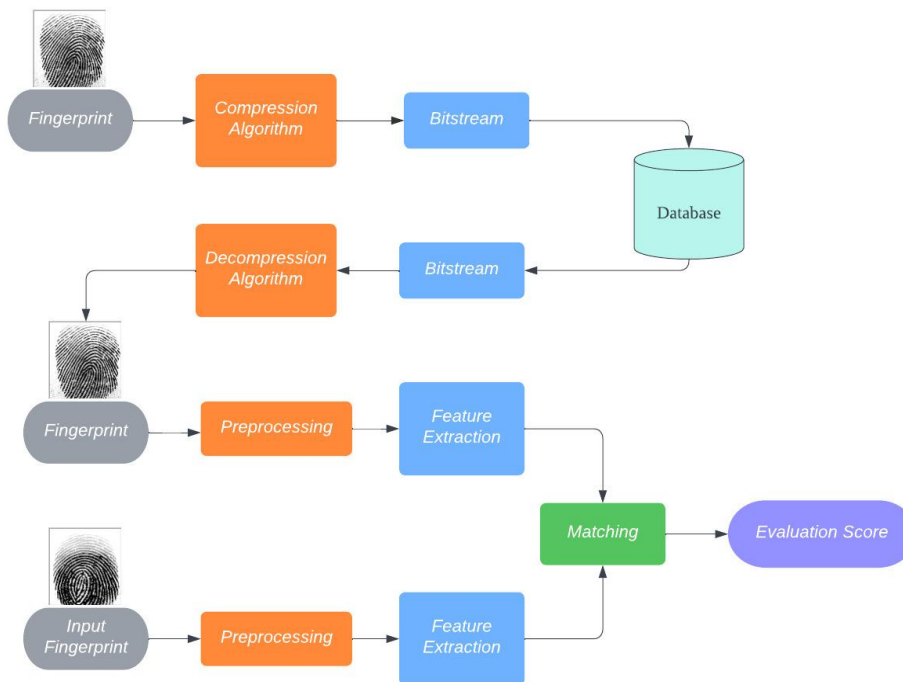 Fingerprint
Compression
Algorithm
Bitstream
Database
Decompression
Algorithm
Bitstream
Fingerprint
Preprocessing
Feature
Extraction
Matching
Evaluation Score
Input
Fingerprint
Preprocessing
Feature
Extraction